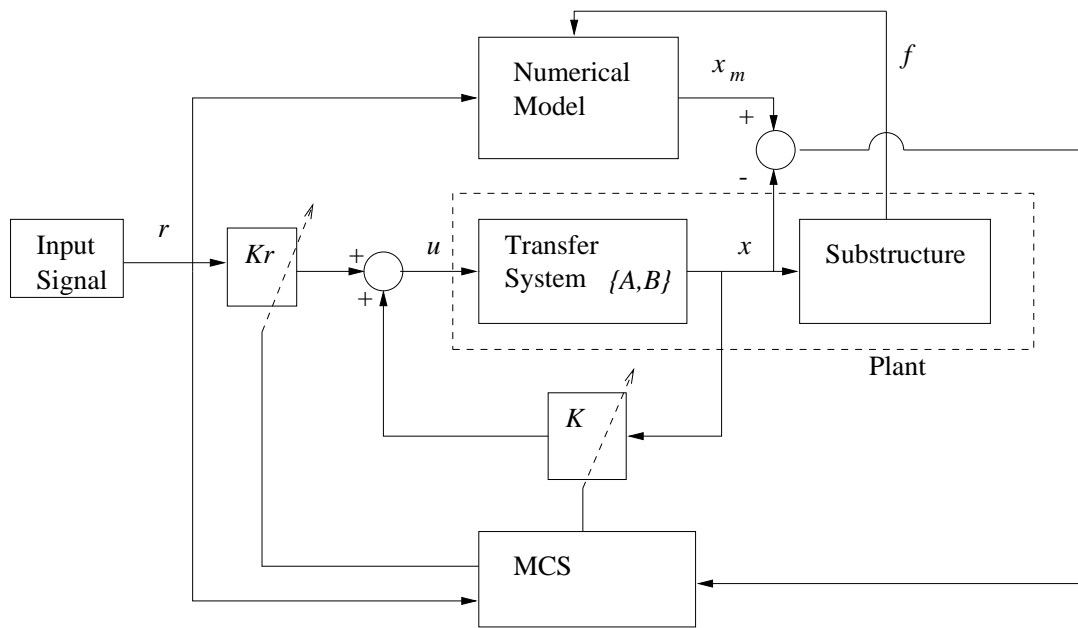 Numerical
Model
x m
f
+
-
Input
Signal
r
Kr
+
+
u
Transfer
System {A,B}
x
Substructure
Plant
K
MCS